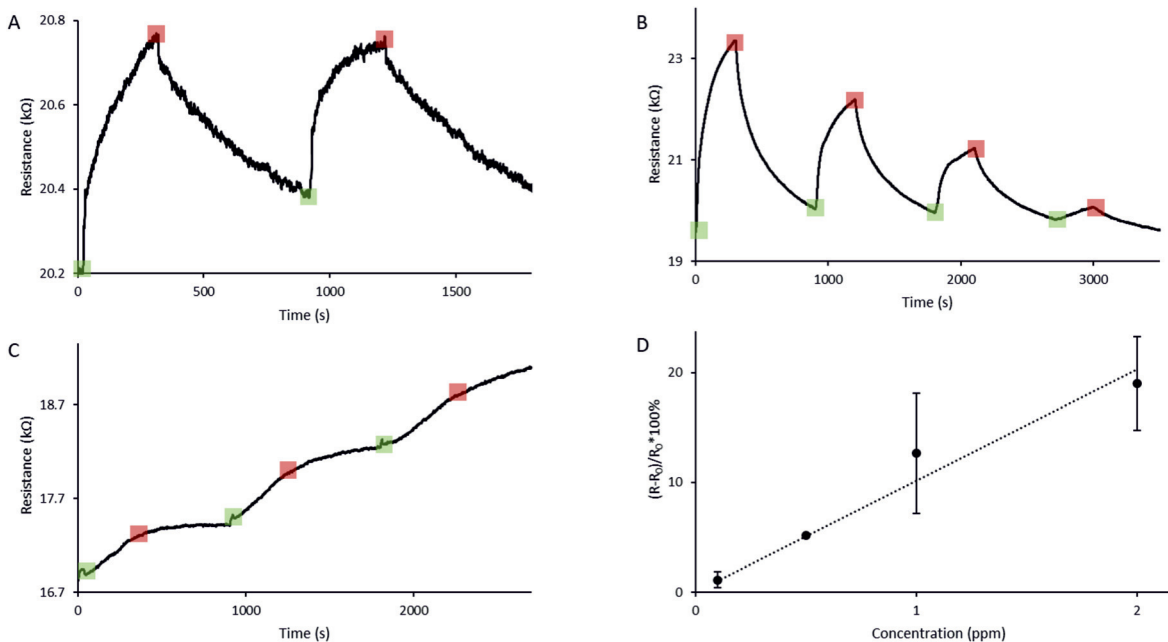 A
Resistance (kΩ)
20.8
20.6
20.4
20.2
0
500
1000
1500
Time (s)
B
Resistance (kΩ)
23
21
19
0
1000
2000
3000
Time (s)
C
Resistance (kΩ)
18.7
17.7
16.7
0
1000
2000
Time (s)
D
(R-R₀)/R₀*100%
20
10
0
0
1
2
Concentration (ppm)